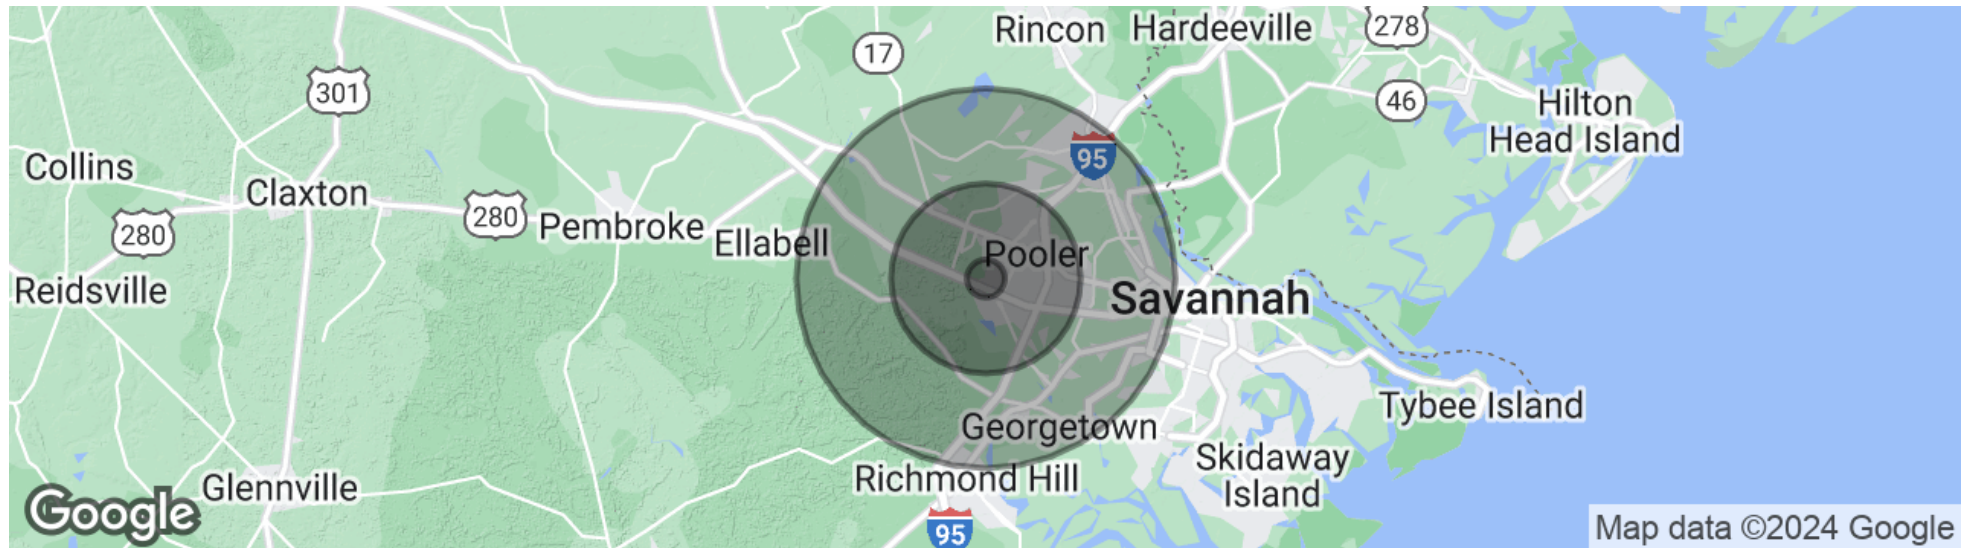 Rincon
Hardeeville
278
17
301
46
Hilton
Head Island
95
Collins
Claxton
280
Pembroke
280
Ellabell
Pooler
Reidsville
Savannah
Tybee Island
Georgetown
Skidaway
Island
Richmond Hill
Glennville
Google
95
Map data ©2024 Google